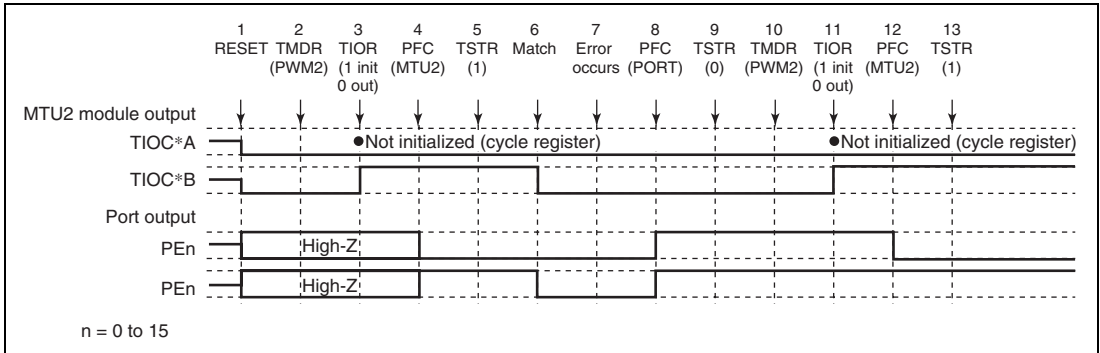 1 2 3 4 5 6 7 8 9 10 11 12 13
RESET TMDR TIOR PFC TSTR Match Error PFC TSTR TMDR TIOR PFC TSTR
(PWM2) (1 init (MTU2) (1) occurs (PORT) (0) (PWM2) (1 init (MTU2) (1)
0 out) 0 out)
MTU2 module output
TIOC*A ●Not initialized (cycle register) ●Not initialized (cycle register)
TIOC*B
Port output
PEn High-Z
PEn High-Z
n = 0 to 15